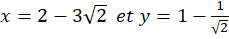 x = 2 − 3√2 et y = 1 − 1/√2